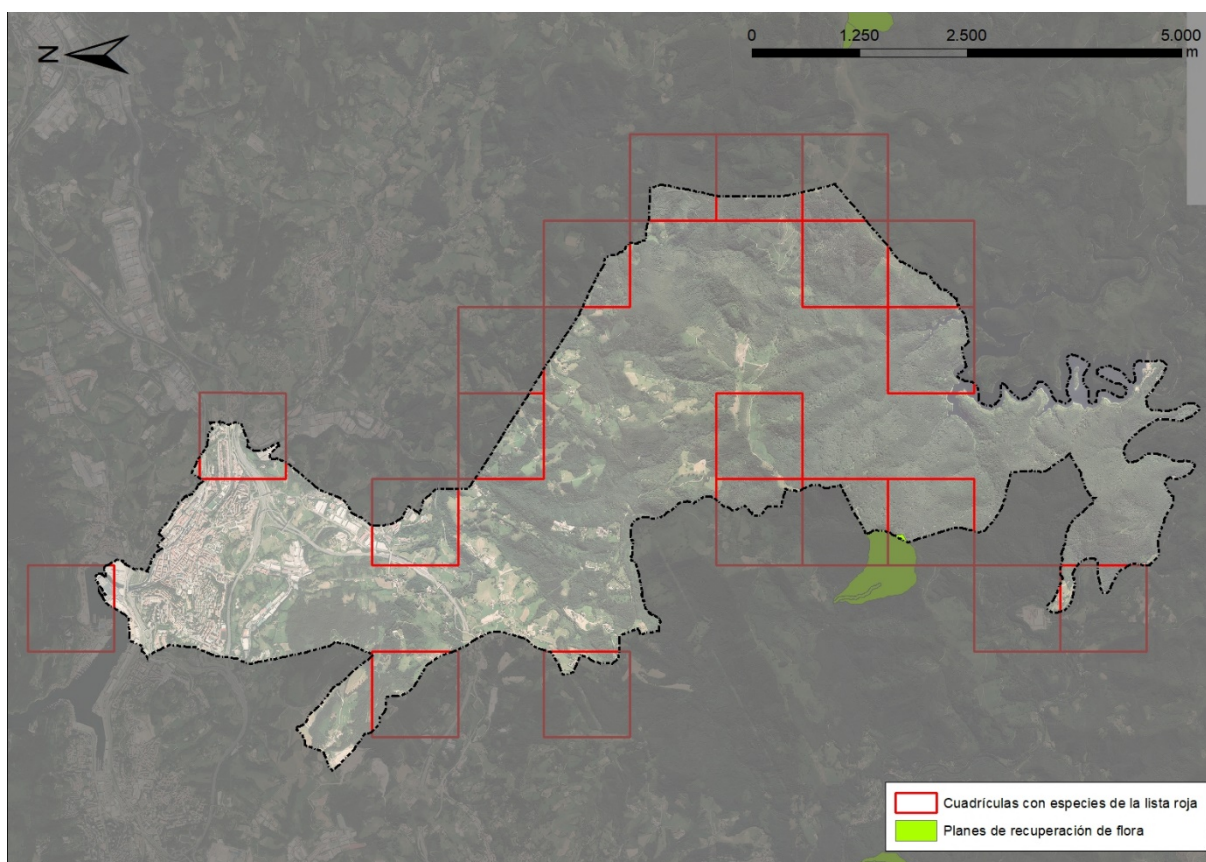 N
0 1.250 2.500 5.000
m
Cuadrículas con especies de la lista roja
Planes de recuperación de flora